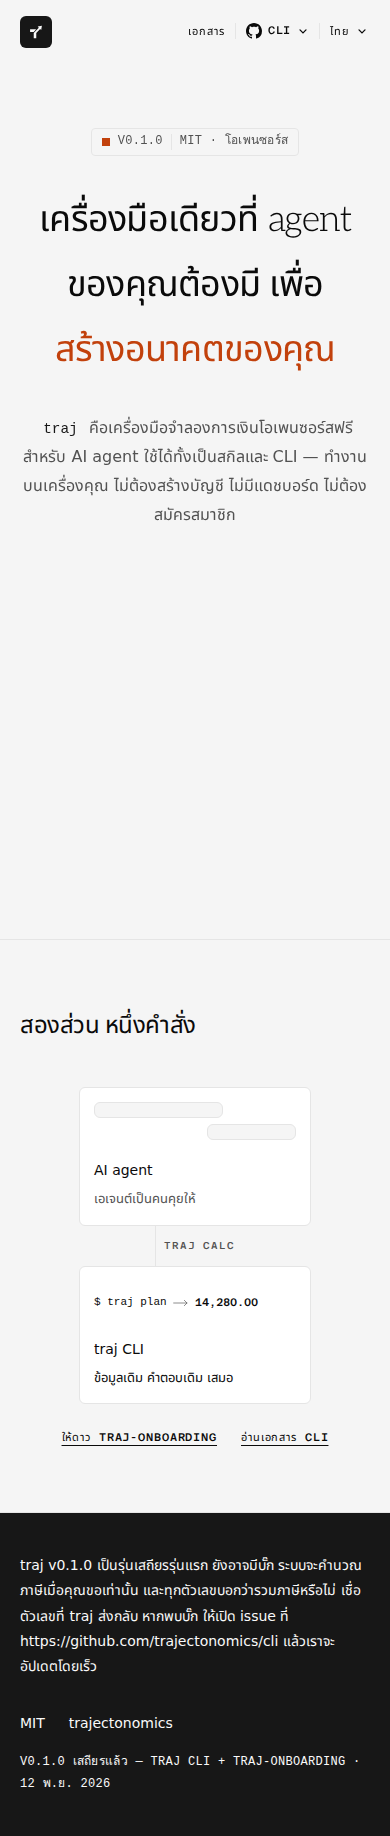 เอกสาร CLI ไทย
V0.1.0 MIT · โอเพนซอร์ส
เครื่องมือเดียวที่ agent
ของคุณต้องมี เพื่อ
สร้างอนาคตของคุณ
traj คือเครื่องมือจำลองการเงินโอเพนซอร์สฟรี
สำหรับ AI agent ใช้ได้ทั้งเป็นสกิลและ CLI — ทำงาน
บนเครื่องคุณ ไม่ต้องสร้างบัญชี ไม่มีแดชบอร์ด ไม่ต้อง
สมัครสมาชิก
สองส่วน หนึ่งคำสั่ง
AI agent
เอเจนต์เป็นคนคุยให้
TRAJ CALC
$ traj plan → 14,280.00
traj CLI
ข้อมูลเดิม คำตอบเดิม เสมอ
ให้ดาว TRAJ-ONBOARDING อ่านเอกสาร CLI
traj v0.1.0 เป็นรุ่นเสถียรรุ่นแรก ยังอาจมีบั๊ก ระบบจะคำนวณ
ภาษีเมื่อคุณขอเท่านั้น และทุกตัวเลขบอกว่ารวมภาษีหรือไม่ เชื่อ
ตัวเลขที่ traj ส่งกลับ หากพบบั๊ก ให้เปิด issue ที่
https://github.com/trajectonomics/cli แล้วเราจะ
อัปเดตโดยเร็ว
MIT trajectonomics
V0.1.0 เสถียรแล้ว — TRAJ CLI + TRAJ-ONBOARDING ·
12 พ.ย. 2026